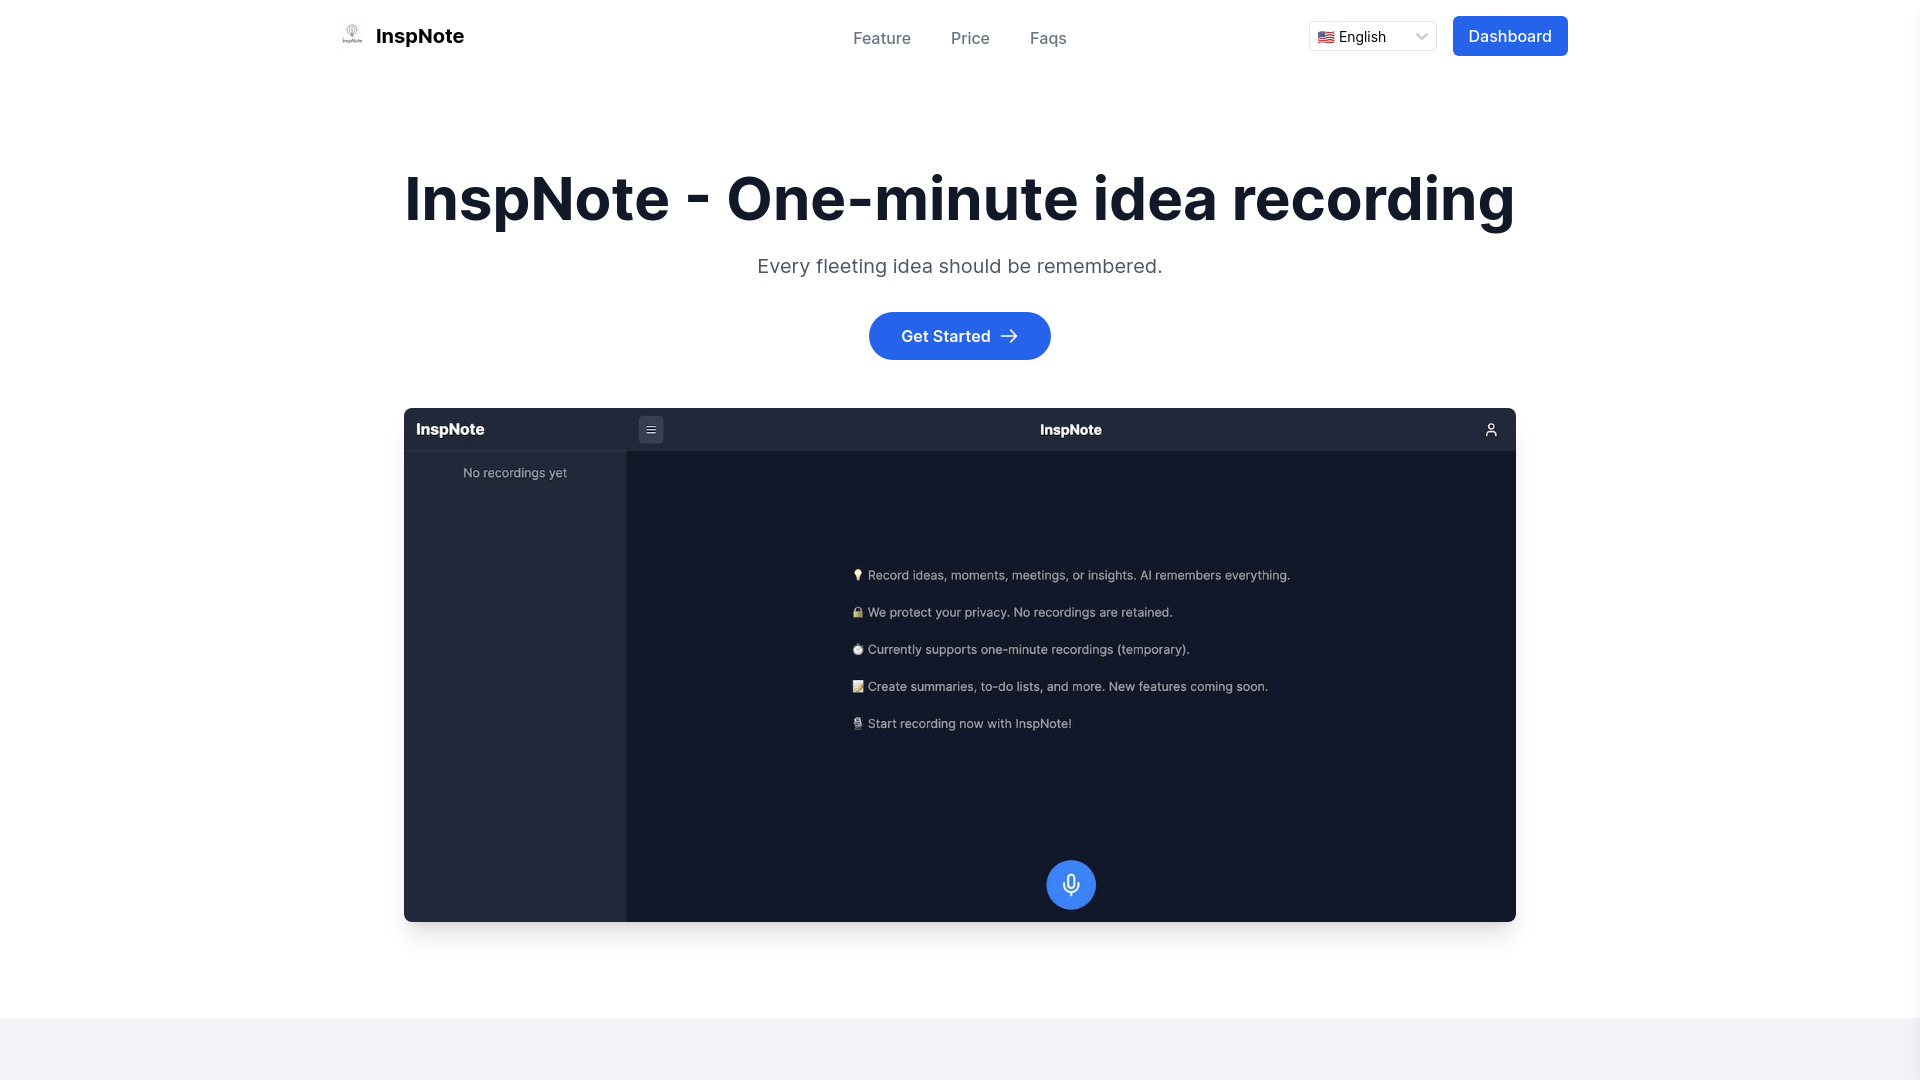 InspNote
InspNote
Feature
Price
Faqs
English
Dashboard
InspNote - One-minute idea recording
Every fleeting idea should be remembered.
Get Started
InspNote
InspNote
No recordings yet
Record ideas, moments, meetings, or insights. AI remembers everything.
We protect your privacy. No recordings are retained.
Currently supports one-minute recordings (temporary).
Create summaries, to-do lists, and more. New features coming soon.
Start recording now with InspNote!